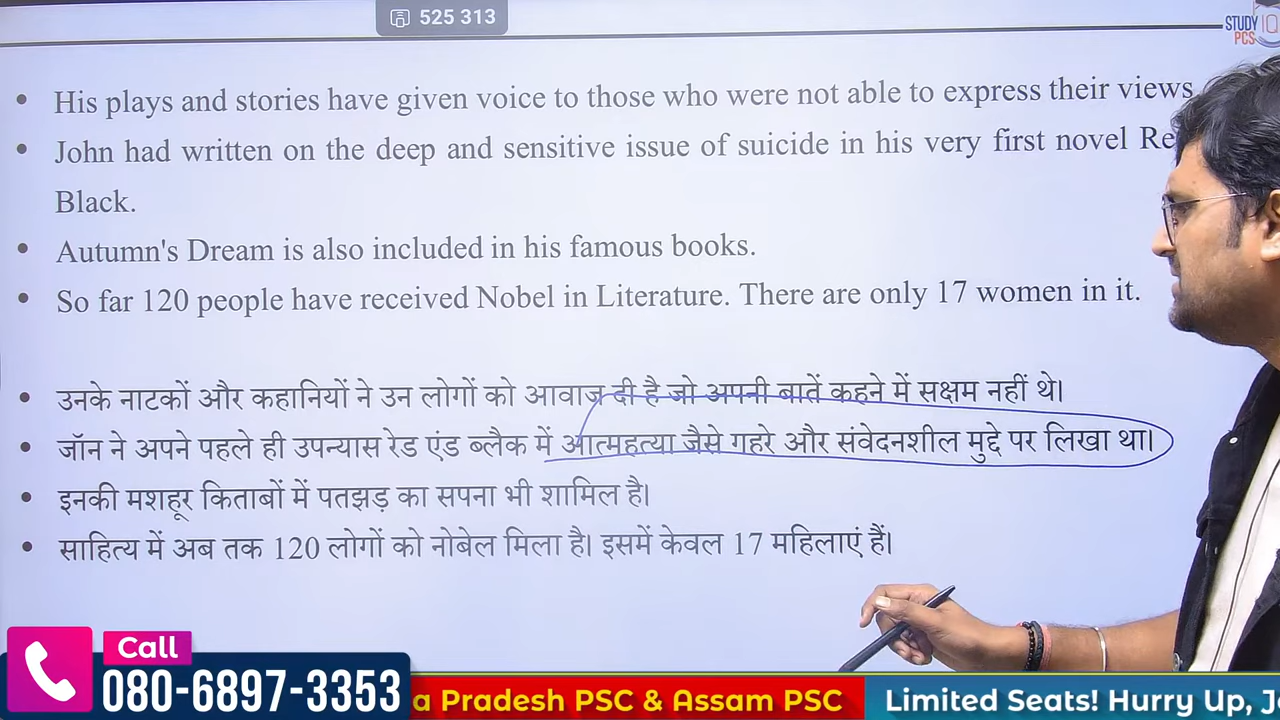 525 313
STUDY IQ
PCS
• His plays and stories have given voice to those who were not able to express their views
• John had written on the deep and sensitive issue of suicide in his very first novel
Black.
• Autumn's Dream is also included in his famous books.
• So far 120 people have received Nobel in Literature. There are only 17 women in it.
• उनके नाटकों और कहानियों ने उन लोगों को आवाज दी है जो अपनी बातें कहने में सक्षम नहीं थे।
• जॉन ने अपने पहले ही उपन्यास रेड एंड ब्लैक में आत्महत्या जैसे गहरे और संवेदनशील मुद्दे पर लिखा था।
• इनकी मशहूर किताबों में पतझड़ का सपना भी शामिल है।
• साहित्य में अब तक 120 लोगों को नोबेल मिला है। इसमें केवल 17 महिलाएं हैं।
Call
080-6897-3353
a Pradesh PSC & Assam PSC
Limited Seats! Hurry Up,